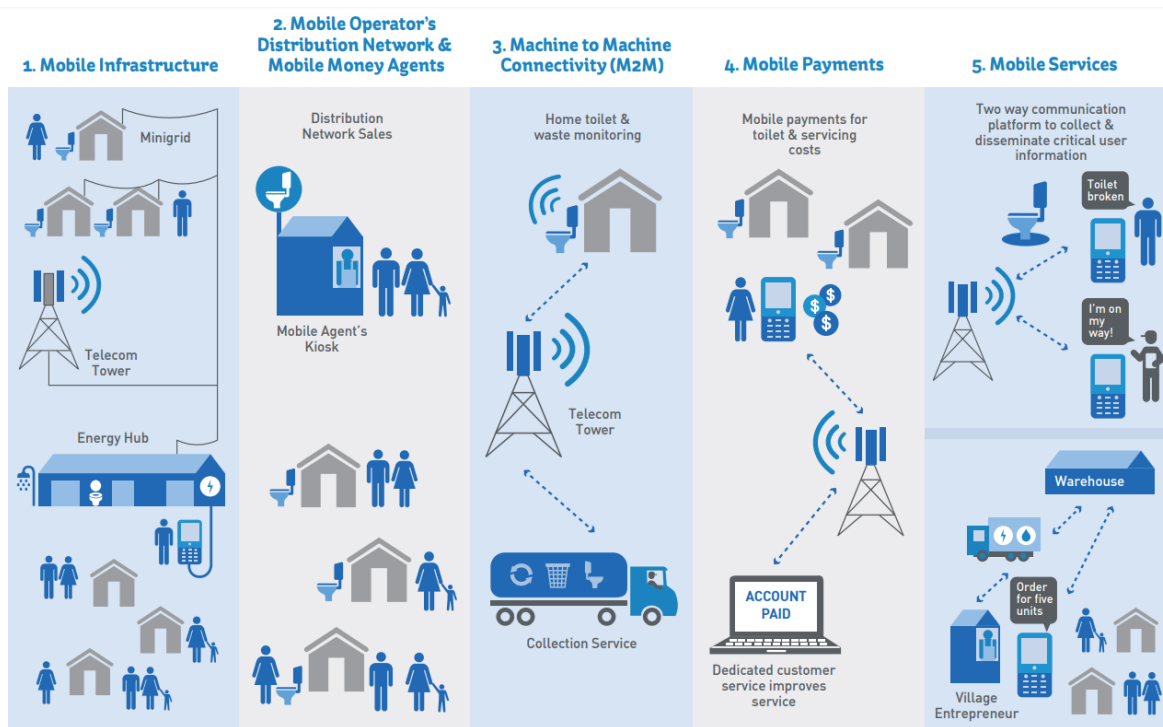 1. Mobile Infrastructure
Minigrid
Telecom
Tower
Energy Hub
2. Mobile Operator's
Distribution Network &
Mobile Money Agents
Distribution
Network Sales
Mobile Agent's
Kiosk
3. Machine to Machine
Connectivity (M2M)
Home toilet &
waste monitoring
Telecom
Tower
Collection Service
4. Mobile Payments
Mobile payments for
toilet & servicing
costs
$
$
$
ACCOUNT
PAID
Dedicated customer
service improves
service
5. Mobile Services
Two way communication
platform to collect &
disseminate critical user
information
Toilet
broken
I'm on
my
way!
Warehouse
Order
for five
units
Village
Entrepreneur